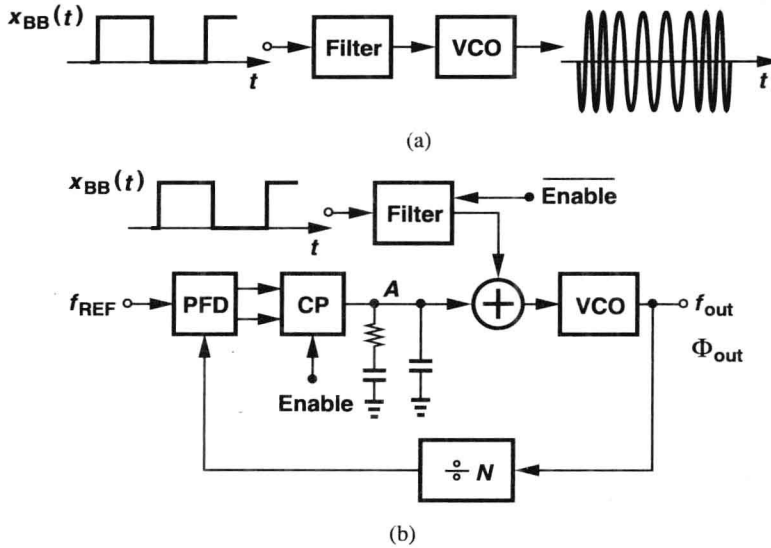 x_BB(t)
t
Filter
VCO
t
(a)
x_BB(t)
t
Filter
Enable
f_REF
PFD
CP
A
+
VCO
f_out
Φ_out
Enable
÷ N
(b)